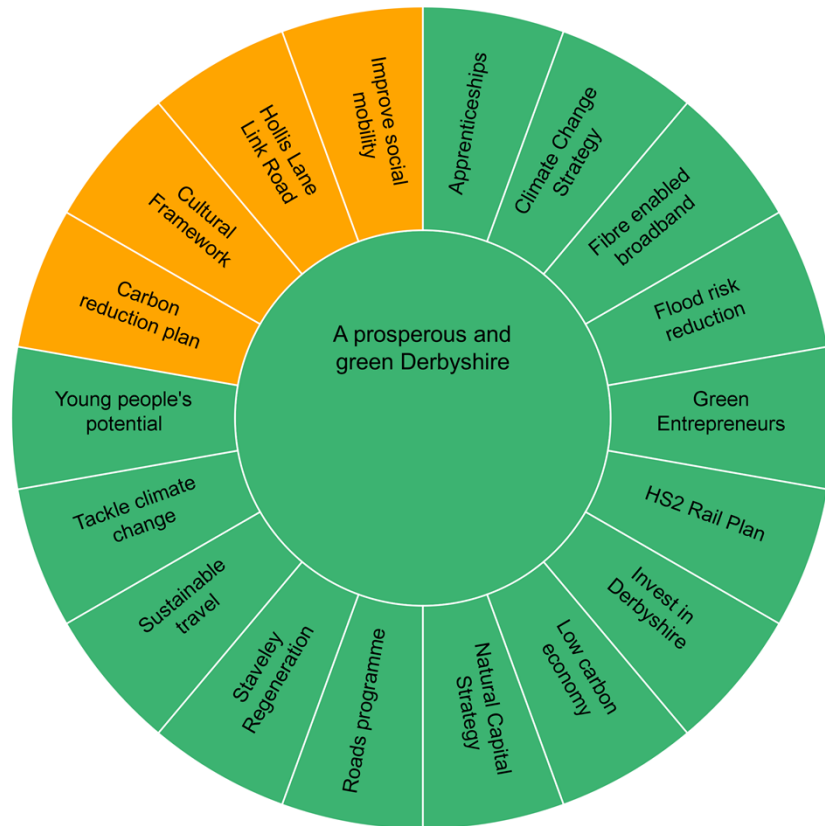 A prosperous and
green Derbyshire
Apprenticeships
Climate Change
Strategy
Fibre enabled
broadband
Flood risk
reduction
Green
Entrepreneurs
HS2 Rail Plan
Invest in
Derbyshire
Low carbon
economy
Natural Capital
Strategy
Roads programme
Staveley
Regeneration
Sustainable
travel
Tackle climate
change
Young people's
potential
Carbon
reduction plan
Cultural
Framework
Hollis Lane
Link Road
Improve social
mobility